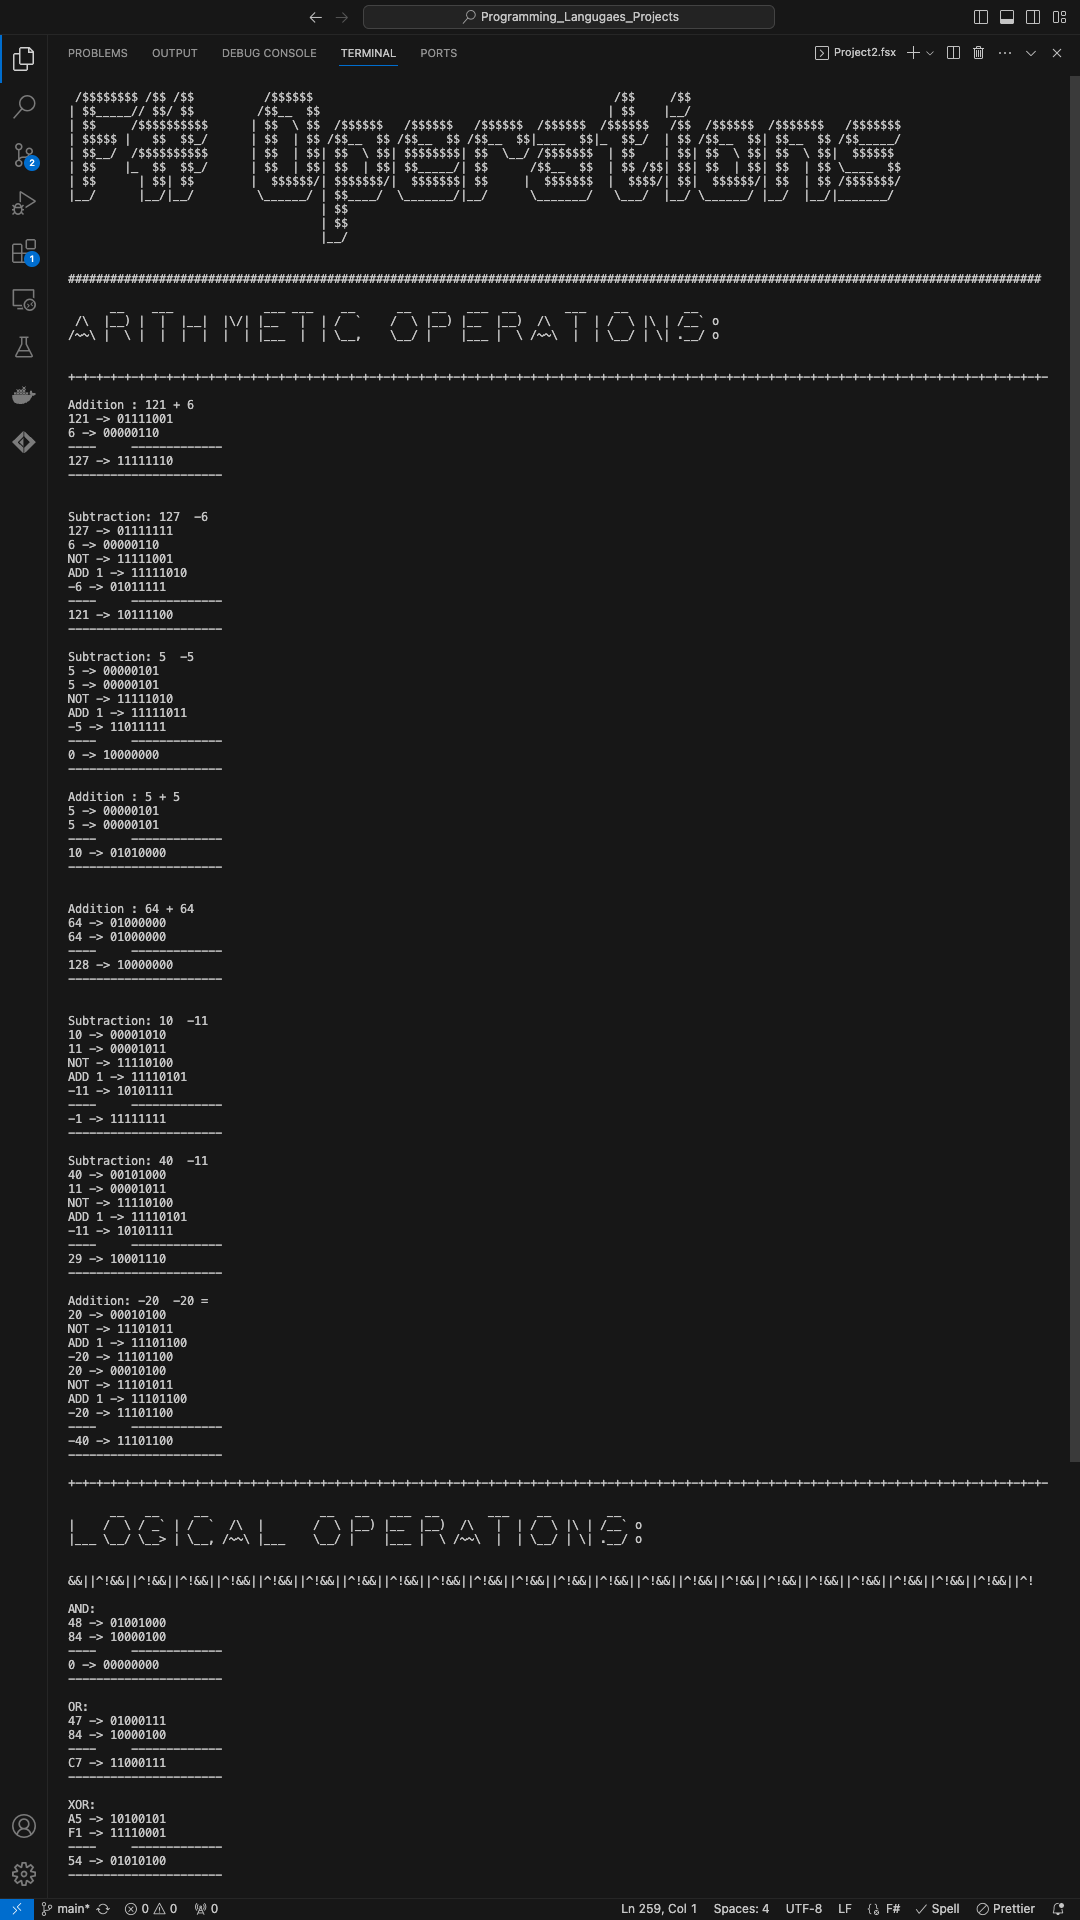 Programming_Langugaes_Projects
PROBLEMS OUTPUT DEBUG CONSOLE TERMINAL PORTS Project2.fsx
F# Operations
################################################################################
ARITHMETIC OPERATIONS:
+-+-+-+-+-+-+-+-+-+-+-+-+-+-+-+-+-+-+-+-+-+-+-+-+-+-+-+-+-+-+-+-+-+-+-+-+-+-+-
Addition : 121 + 6
121 -> 01111001
6 -> 00000110
----     -------------
127 -> 11111110
----------------------
Subtraction: 127  -6
127 -> 01111111
6 -> 00000110
NOT -> 11111001
ADD 1 -> 11111010
-6 -> 01011111
----     -------------
121 -> 10111100
----------------------
Subtraction: 5  -5
5 -> 00000101
5 -> 00000101
NOT -> 11111010
ADD 1 -> 11111011
-5 -> 11011111
----     -------------
0 -> 10000000
----------------------
Addition : 5 + 5
5 -> 00000101
5 -> 00000101
----     -------------
10 -> 01010000
----------------------
Addition : 64 + 64
64 -> 01000000
64 -> 01000000
----     -------------
128 -> 10000000
----------------------
Subtraction: 10  -11
10 -> 00001010
11 -> 00001011
NOT -> 11110100
ADD 1 -> 11110101
-11 -> 10101111
----     -------------
-1 -> 11111111
----------------------
Subtraction: 40  -11
40 -> 00101000
11 -> 00001011
NOT -> 11110100
ADD 1 -> 11110101
-11 -> 10101111
----     -------------
29 -> 10001110
----------------------
Addition: -20  -20 =
20 -> 00010100
NOT -> 11101011
ADD 1 -> 11101100
-20 -> 11101100
20 -> 00010100
NOT -> 11101011
ADD 1 -> 11101100
-20 -> 11101100
----     -------------
-40 -> 11101100
----------------------
+-+-+-+-+-+-+-+-+-+-+-+-+-+-+-+-+-+-+-+-+-+-+-+-+-+-+-+-+-+-+-+-+-+-+-+-+-+-+-
LOGICAL OPERATIONS:
&&||^!&&||^!&&||^!&&||^!&&||^!&&||^!&&||^!&&||^!&&||^!&&||^!&&||^!&&||^!&&||^!&&||^!&&||^!&&||^!&&||^!&&||^!&&||^!&&||^!&&||^!&&||^!&&||^!
AND:
48 -> 01001000
84 -> 10000100
----     -------------
0 -> 00000000
----------------------
OR:
47 -> 01000111
84 -> 10000100
----     -------------
C7 -> 11000111
----------------------
XOR:
A5 -> 10100101
F1 -> 11110001
----     -------------
54 -> 01010100
----------------------
2
1
main* 0 0 0 Ln 259, Col 1 Spaces: 4 UTF-8 LF F# Spell Prettier